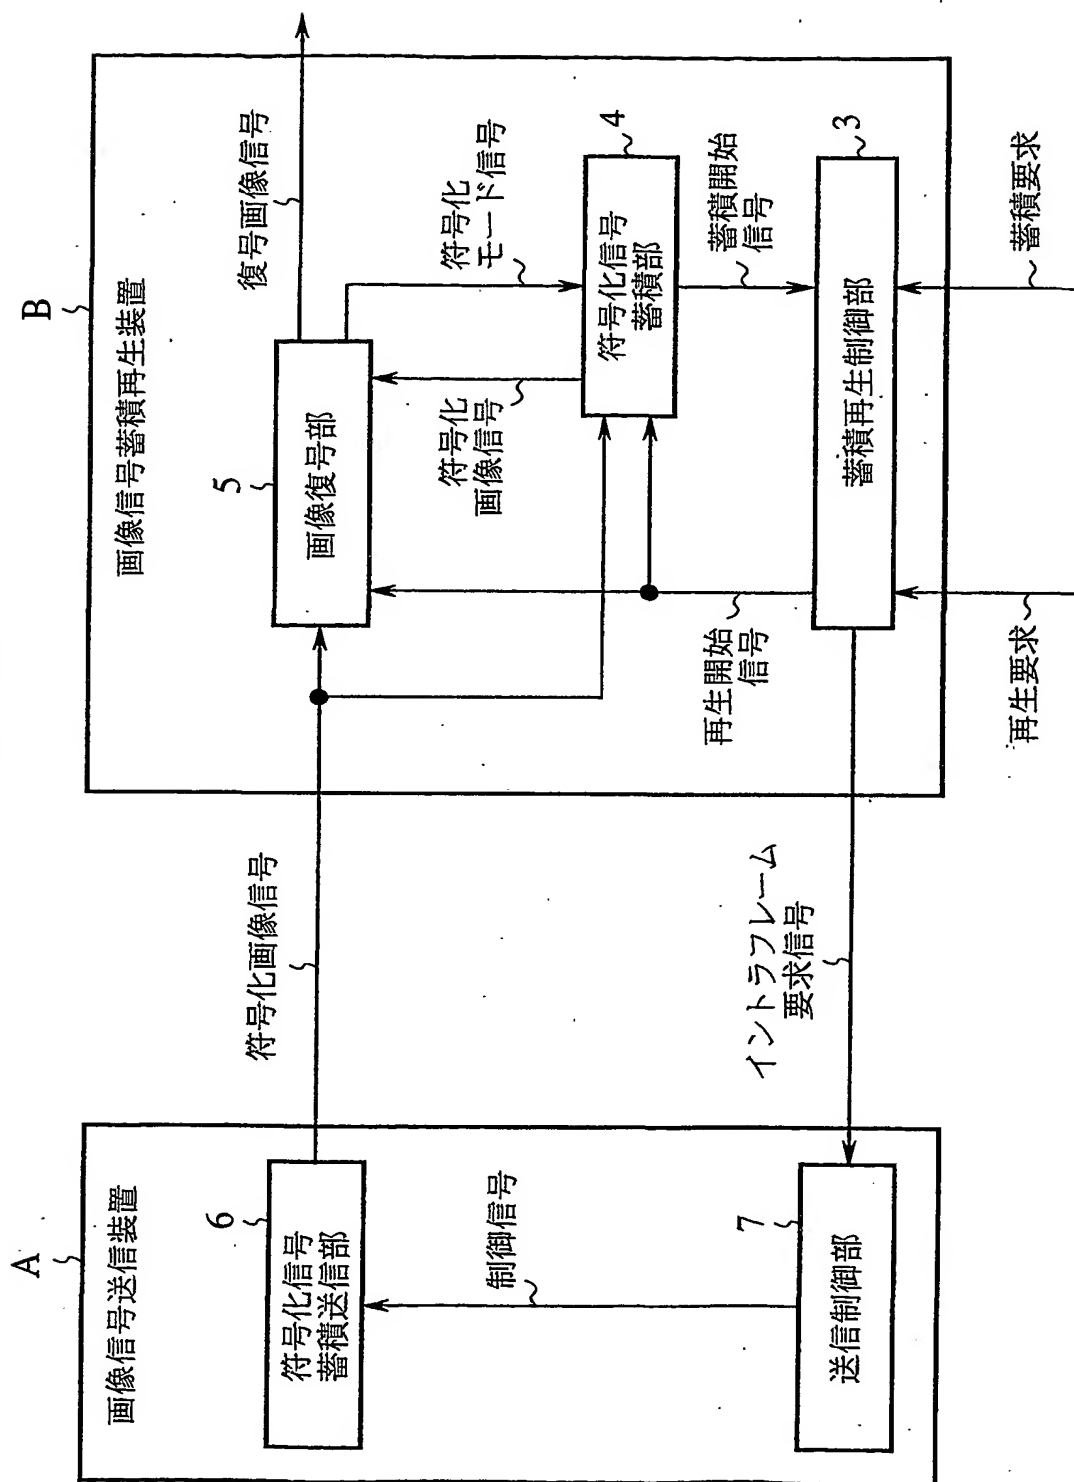 A
画像信号送信装置
6
符号化信号
蓄積送信部
制御信号
7
送信制御部
符号化画像信号
イントラフレーム
要求信号
B
画像信号蓄積再生装置
5
画像復号部
復号画像信号
符号化
モード信号
符号化
画像信号
4
符号化信号
蓄積部
蓄積開始
信号
再生開始
信号
3
蓄積再生制御部
再生要求
蓄積要求